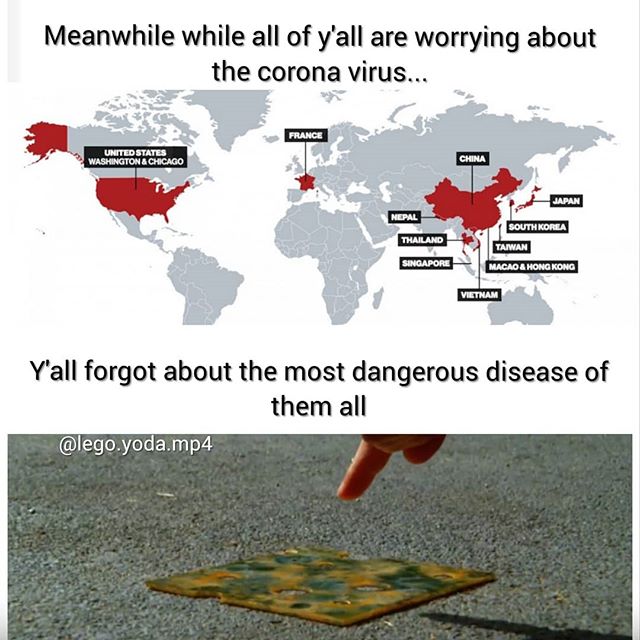 Meanwhile while all of y'all are worrying about
the corona virus...
UNITED STATES
WASHINGTON & CHICAGO
FRANCE
CHINA
JAPAN
NEPAL
SOUTH KOREA
THAILAND
TAIWAN
SINGAPORE
MACAO & HONG KONG
VIETNAM
Y'all forgot about the most dangerous disease of
them all
@lego.yoda.mp4